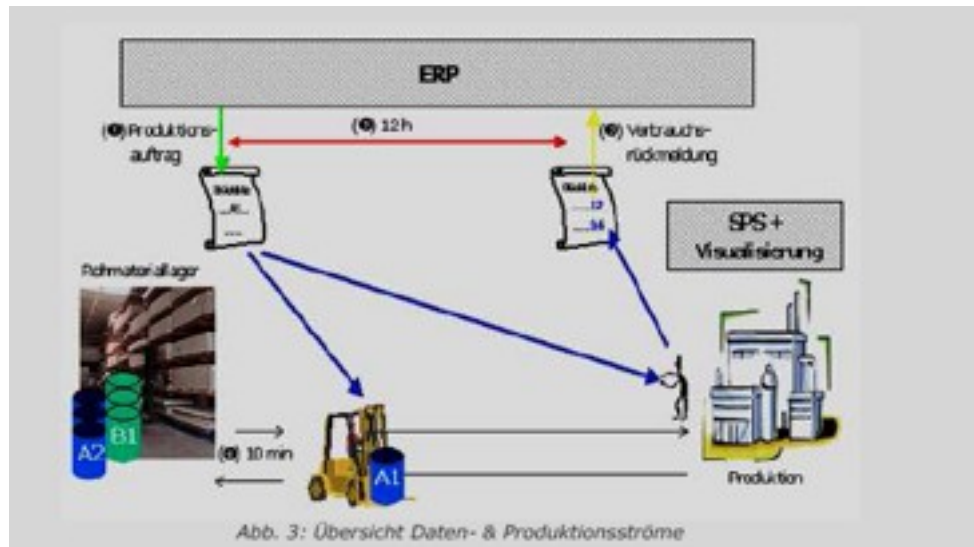 ERP
Produktions-
auftrag
12 h
Verbrauchs-
rückmeldung
12
SPS +
Visualisierung
Rohmateriallager
A2
B1
10 min
A1
Produktion
Abb. 3: Übersicht Daten- & Produktionsströme